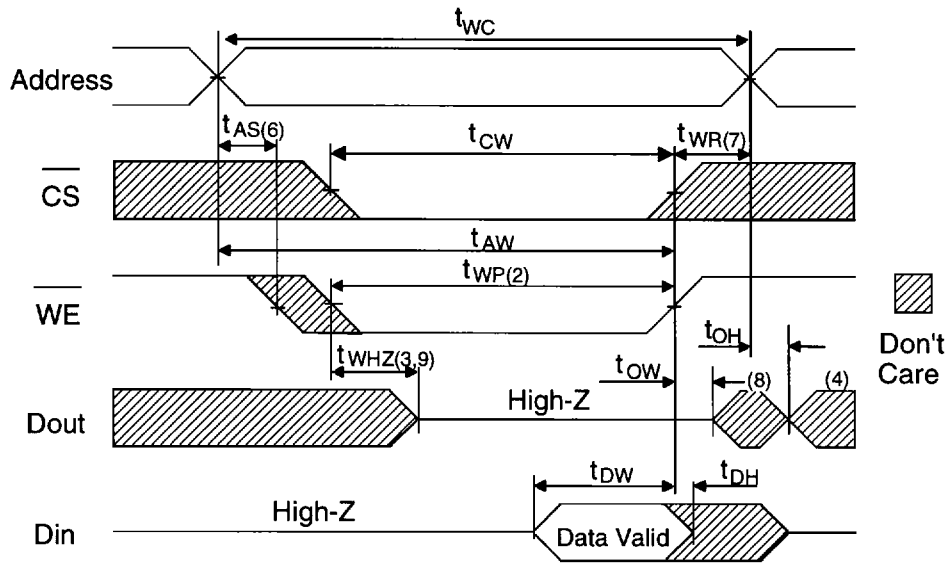 tWC
Address
tAS(6)
tCW
tWR(7)
CS
tAW
tWP(2)
WE
tWHZ(3,9)
tOW
tOH
Don't
Care
(8)
(4)
High-Z
Dout
tDW
tDH
High-Z
Data Valid
Din